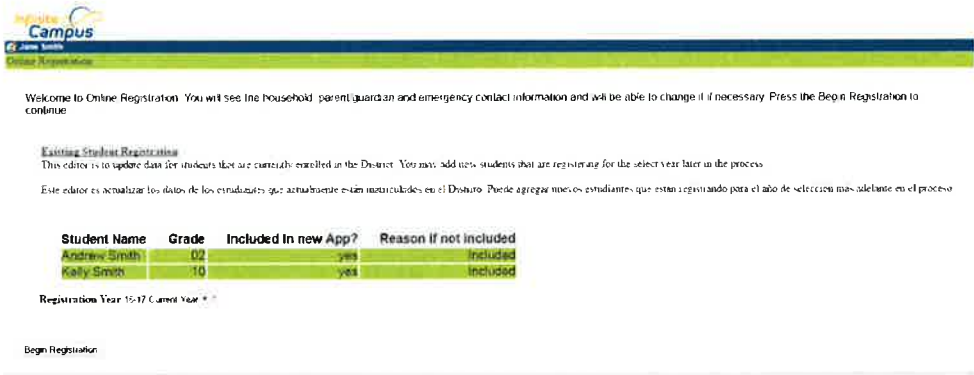 Infinite
Campus
Jane Smith
Online Registration
Welcome to Online Registration. You will see the household, parent/guardian and emergency contact information and will be able to change it if necessary. Press the Begin Registration to
continue
Existing Student Registration
This editor is to update data for students that are currently enrolled in the District. You may add new students that are registering for the select year later in the process
Este editor es actualizar los datos de los estudiantes que actualmente están matriculados en el Distrito. Puede agregar nuevos estudiantes que están registrando para el año de selección más adelante en el proceso
Student Name Grade Included in new App? Reason if not included
Andrew Smith 02 yes Included
Kelly Smith 10 yes Included
Registration Year 16-17 Current Year *
Begin Registration